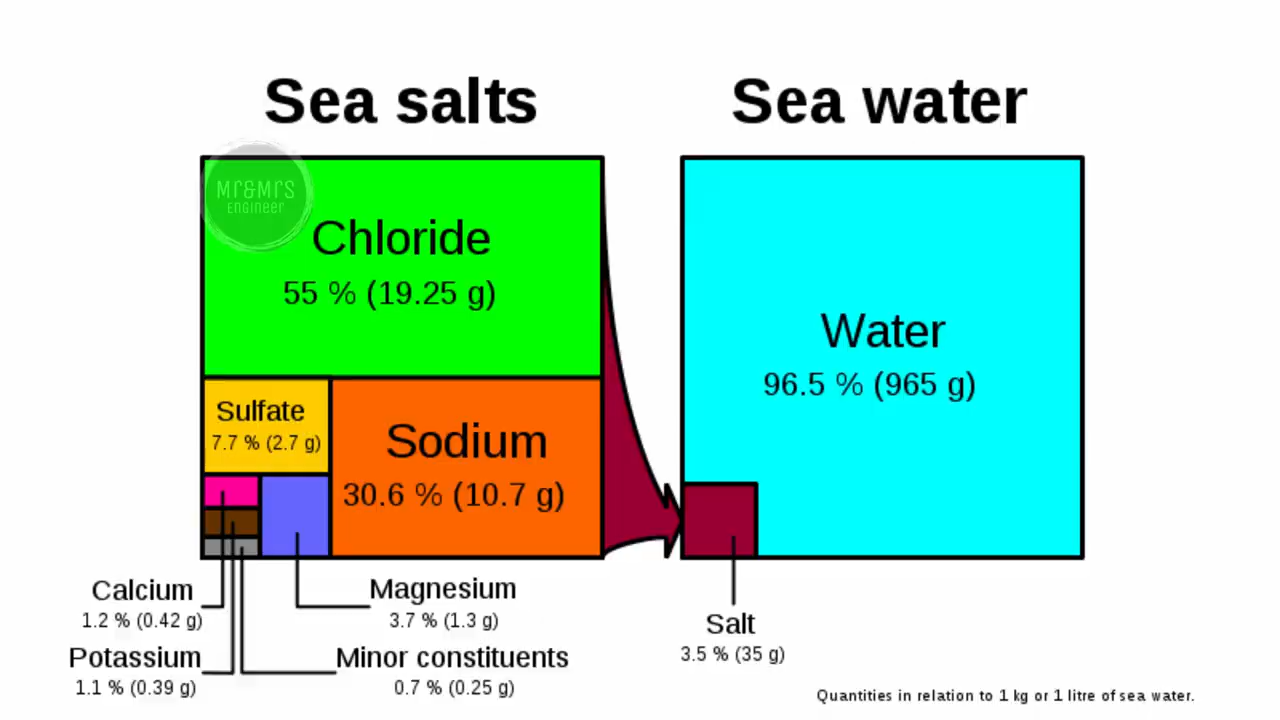 Sea salts
Sea water
Mr&Mrs
Engineer
Chloride
55 % (19.25 g)
Water
96.5 % (965 g)
Sulfate
7.7 % (2.7 g)
Sodium
30.6 % (10.7 g)
Calcium
1.2 % (0.42 g)
Magnesium
3.7 % (1.3 g)
Potassium
1.1 % (0.39 g)
Minor constituents
0.7 % (0.25 g)
Salt
3.5 % (35 g)
Quantities in relation to 1 kg or 1 litre of sea water.